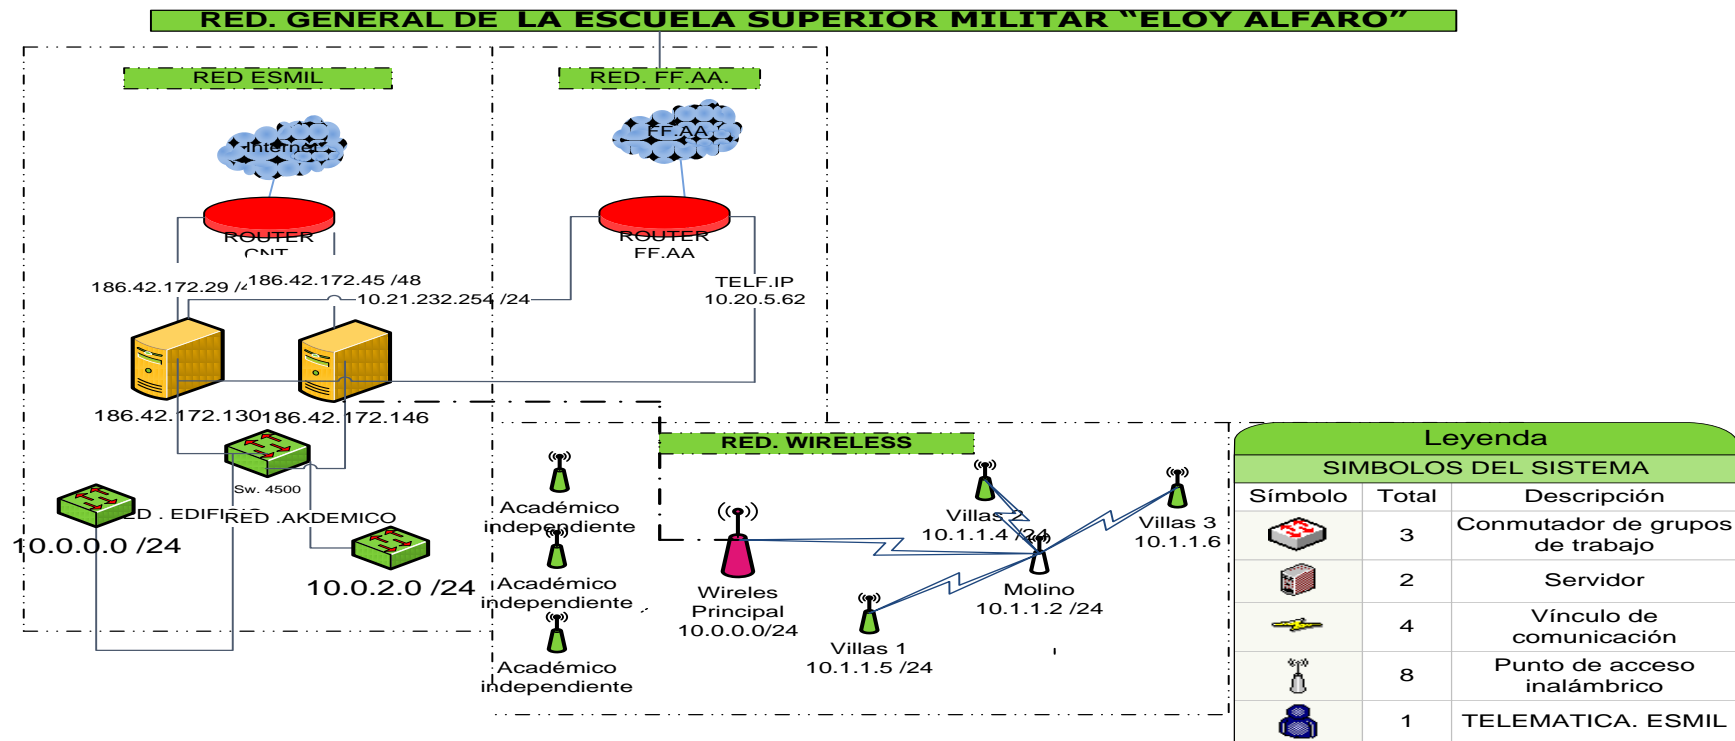 RED. GENERAL DE LA ESCUELA SUPERIOR MILITAR “ELOY ALFARO”
RED ESMIL
RED. FF.AA.
Internet
FF.AA
ROUTER
CNT
ROUTER
FF.AA
186.42.172.29
186.42.172.45 /48
10.21.232.254 /24
TELF.IP
10.20.5.62
186.42.172.130
186.42.172.146
Sw. 4500
RED .AKDEMICO
10.0.0.0 /24
10.0.2.0 /24
RED. WIRELESS
Académico
independiente
Académico
independiente
Académico
independiente
Wireles
Principal
10.0.0.0/24
Villas 2
10.1.1.4 /24
Villas 3
10.1.1.6
Molino
10.1.1.2 /24
Villas 1
10.1.1.5 /24
Leyenda
SIMBOLOS DEL SISTEMA
Símbolo Total Descripción
3 Conmutador de grupos
de trabajo
2 Servidor
4 Vínculo de
comunicación
8 Punto de acceso
inalámbrico
1 TELEMATICA. ESMIL